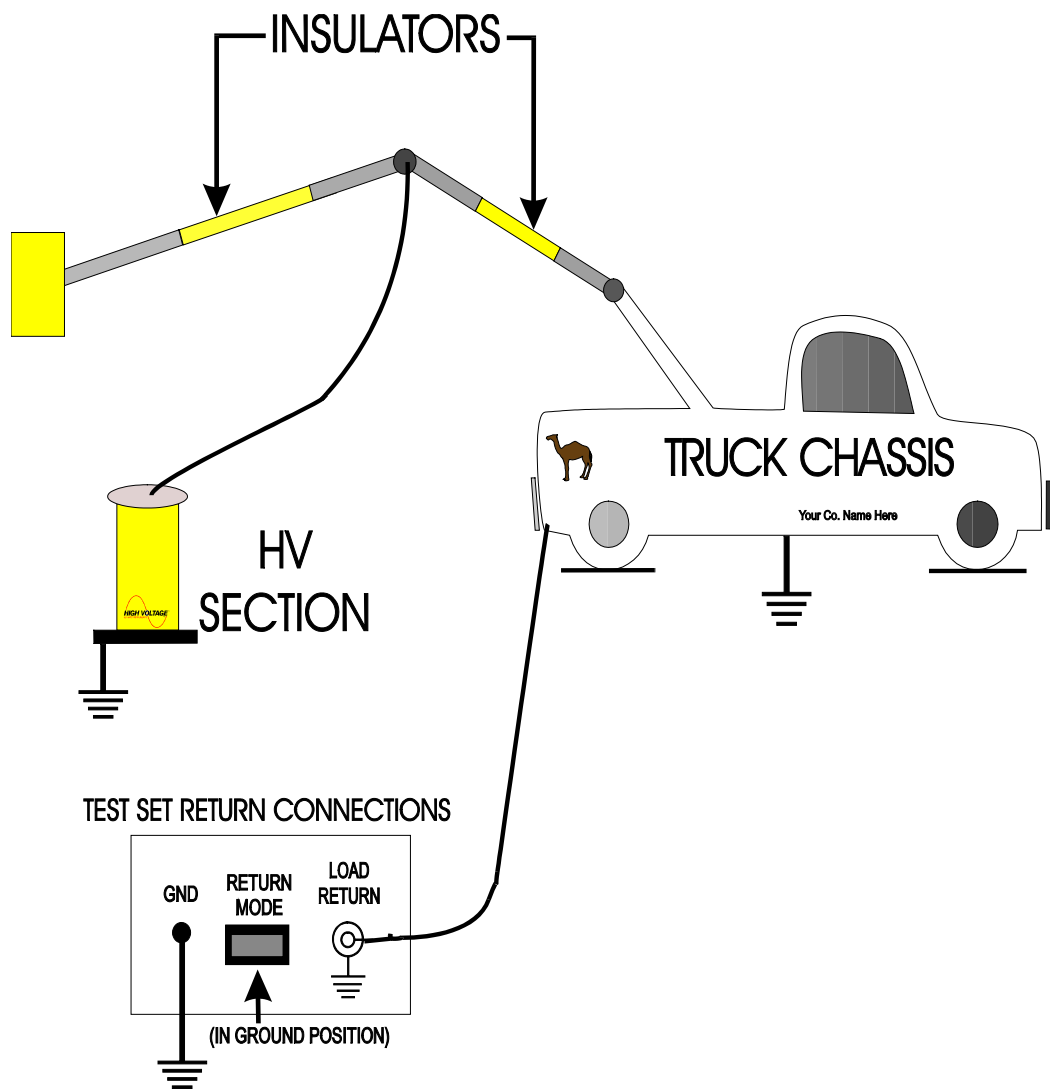 INSULATORS
TRUCK CHASSIS
Your Co. Name Here
HV
SECTION
HIGH VOLTAGE
TEST SET RETURN CONNECTIONS
GND
RETURN
MODE
LOAD
RETURN
(IN GROUND POSITION)